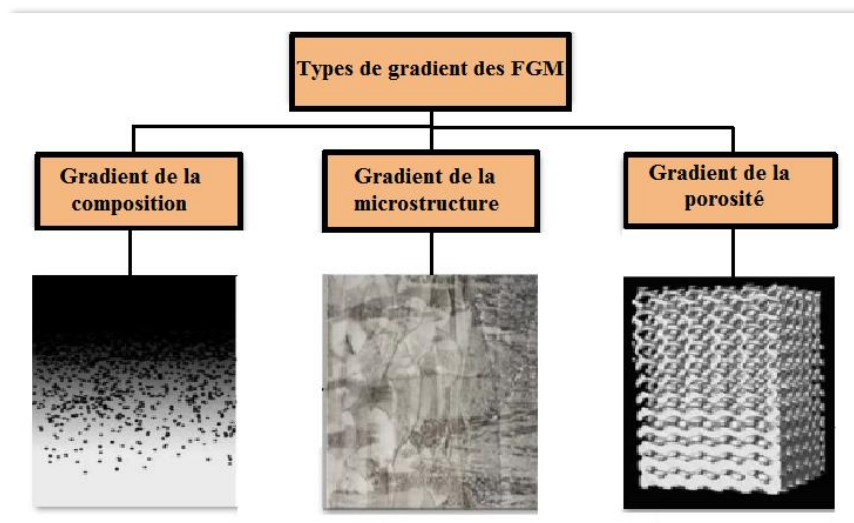 Types de gradient des FGM
Gradient de la
composition
Gradient de la
microstructure
Gradient de la
porosité